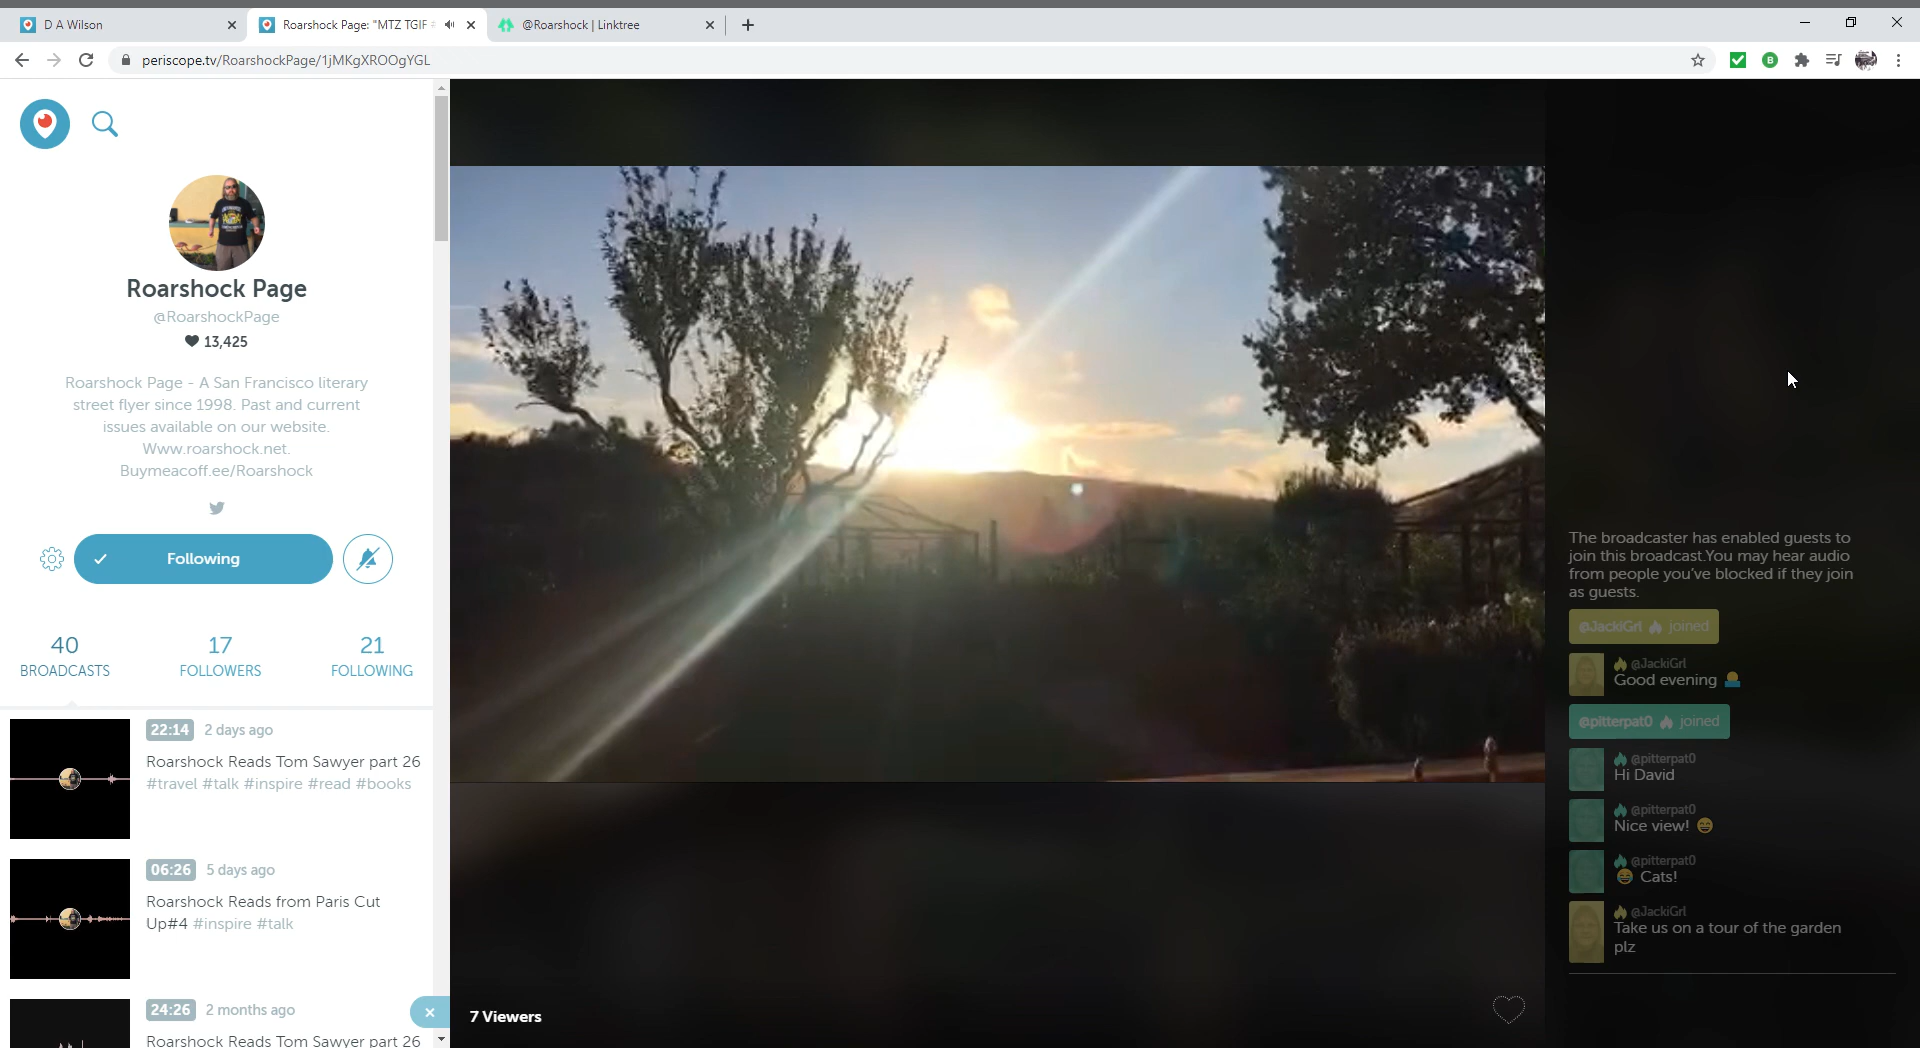 D A Wilson
Roarshock Page: "MTZ TGIF
@Roarshock | Linktree
periscope.tv/RoarshockPage/1jMKgXROOgYGL
B
Roarshock Page
@RoarshockPage
13,425
Roarshock Page - A San Francisco literary
street flyer since 1998. Past and current
issues available on our website.
Www.roarshock.net.
Buymeacoff.ee/Roarshock
Following
40
BROADCASTS
17
FOLLOWERS
21
FOLLOWING
22:14 2 days ago
Roarshock Reads Tom Sawyer part 26
#travel #talk #inspire #read #books
06:26 5 days ago
Roarshock Reads from Paris Cut
Up#4 #inspire #talk
24:26 2 months ago
Roarshock Reads Tom Sawyer part 26
7 Viewers
The broadcaster has enabled guests to
join this broadcast.You may hear audio
from people you've blocked if they join
as guests.
@JackiGrl 🔥 joined
🔥 @JackiGrl
Good evening
@pitterpat0 🔥 joined
🔥 @pitterpat0
Hi David
🔥 @pitterpat0
Nice view! 😄
🔥 @pitterpat0
😂 Cats!
🔥 @JackiGrl
Take us on a tour of the garden
plz